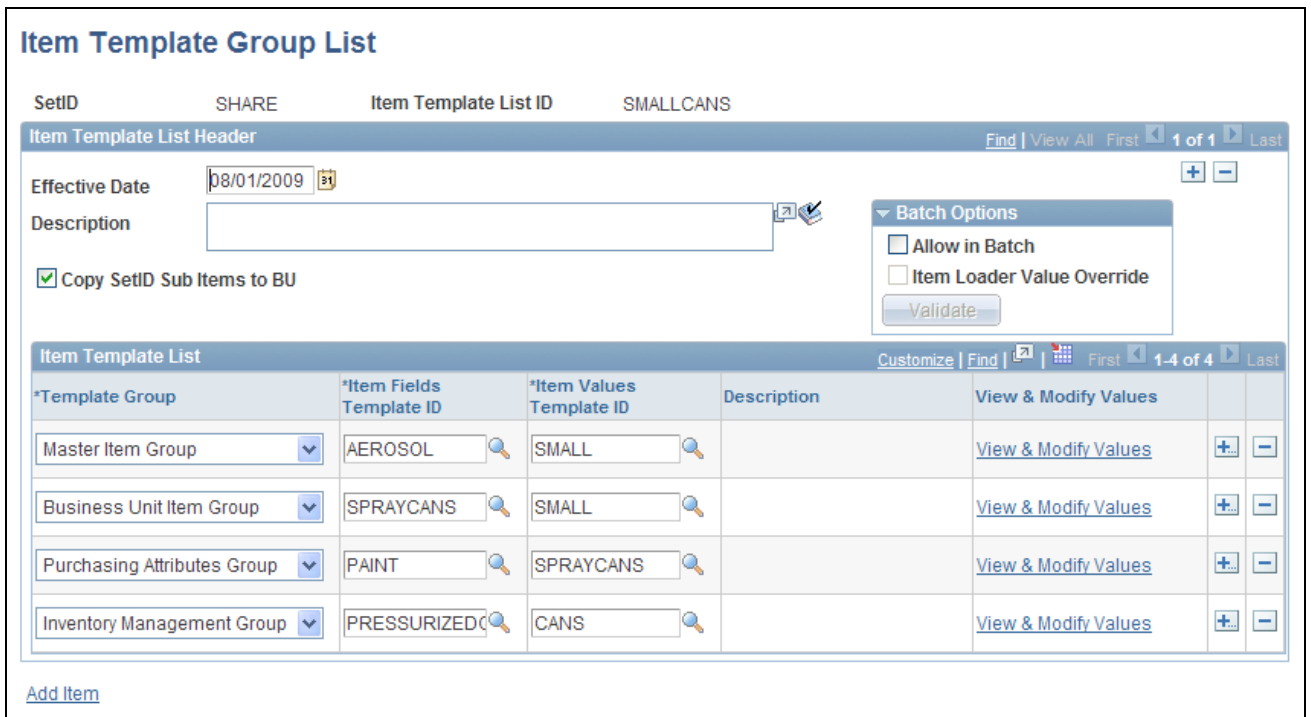 Item Template Group List
SetID SHARE Item Template List ID SMALLCANS
Item Template List Header Find | View All First 1 of 1 Last
Effective Date 08/01/2009 31
Description
Batch Options
Allow in Batch
Copy SetID Sub Items to BU
Item Loader Value Override
Validate
Item Template List Customize | Find | | First 1-4 of 4 Last
*Template Group *Item Fields Template ID *Item Values Template ID Description View & Modify Values
Master Item Group AEROSOL SMALL View & Modify Values
Business Unit Item Group SPRAYCANS SMALL View & Modify Values
Purchasing Attributes Group PAINT SPRAYCANS View & Modify Values
Inventory Management Group PRESSURIZEDC CANS View & Modify Values
Add Item